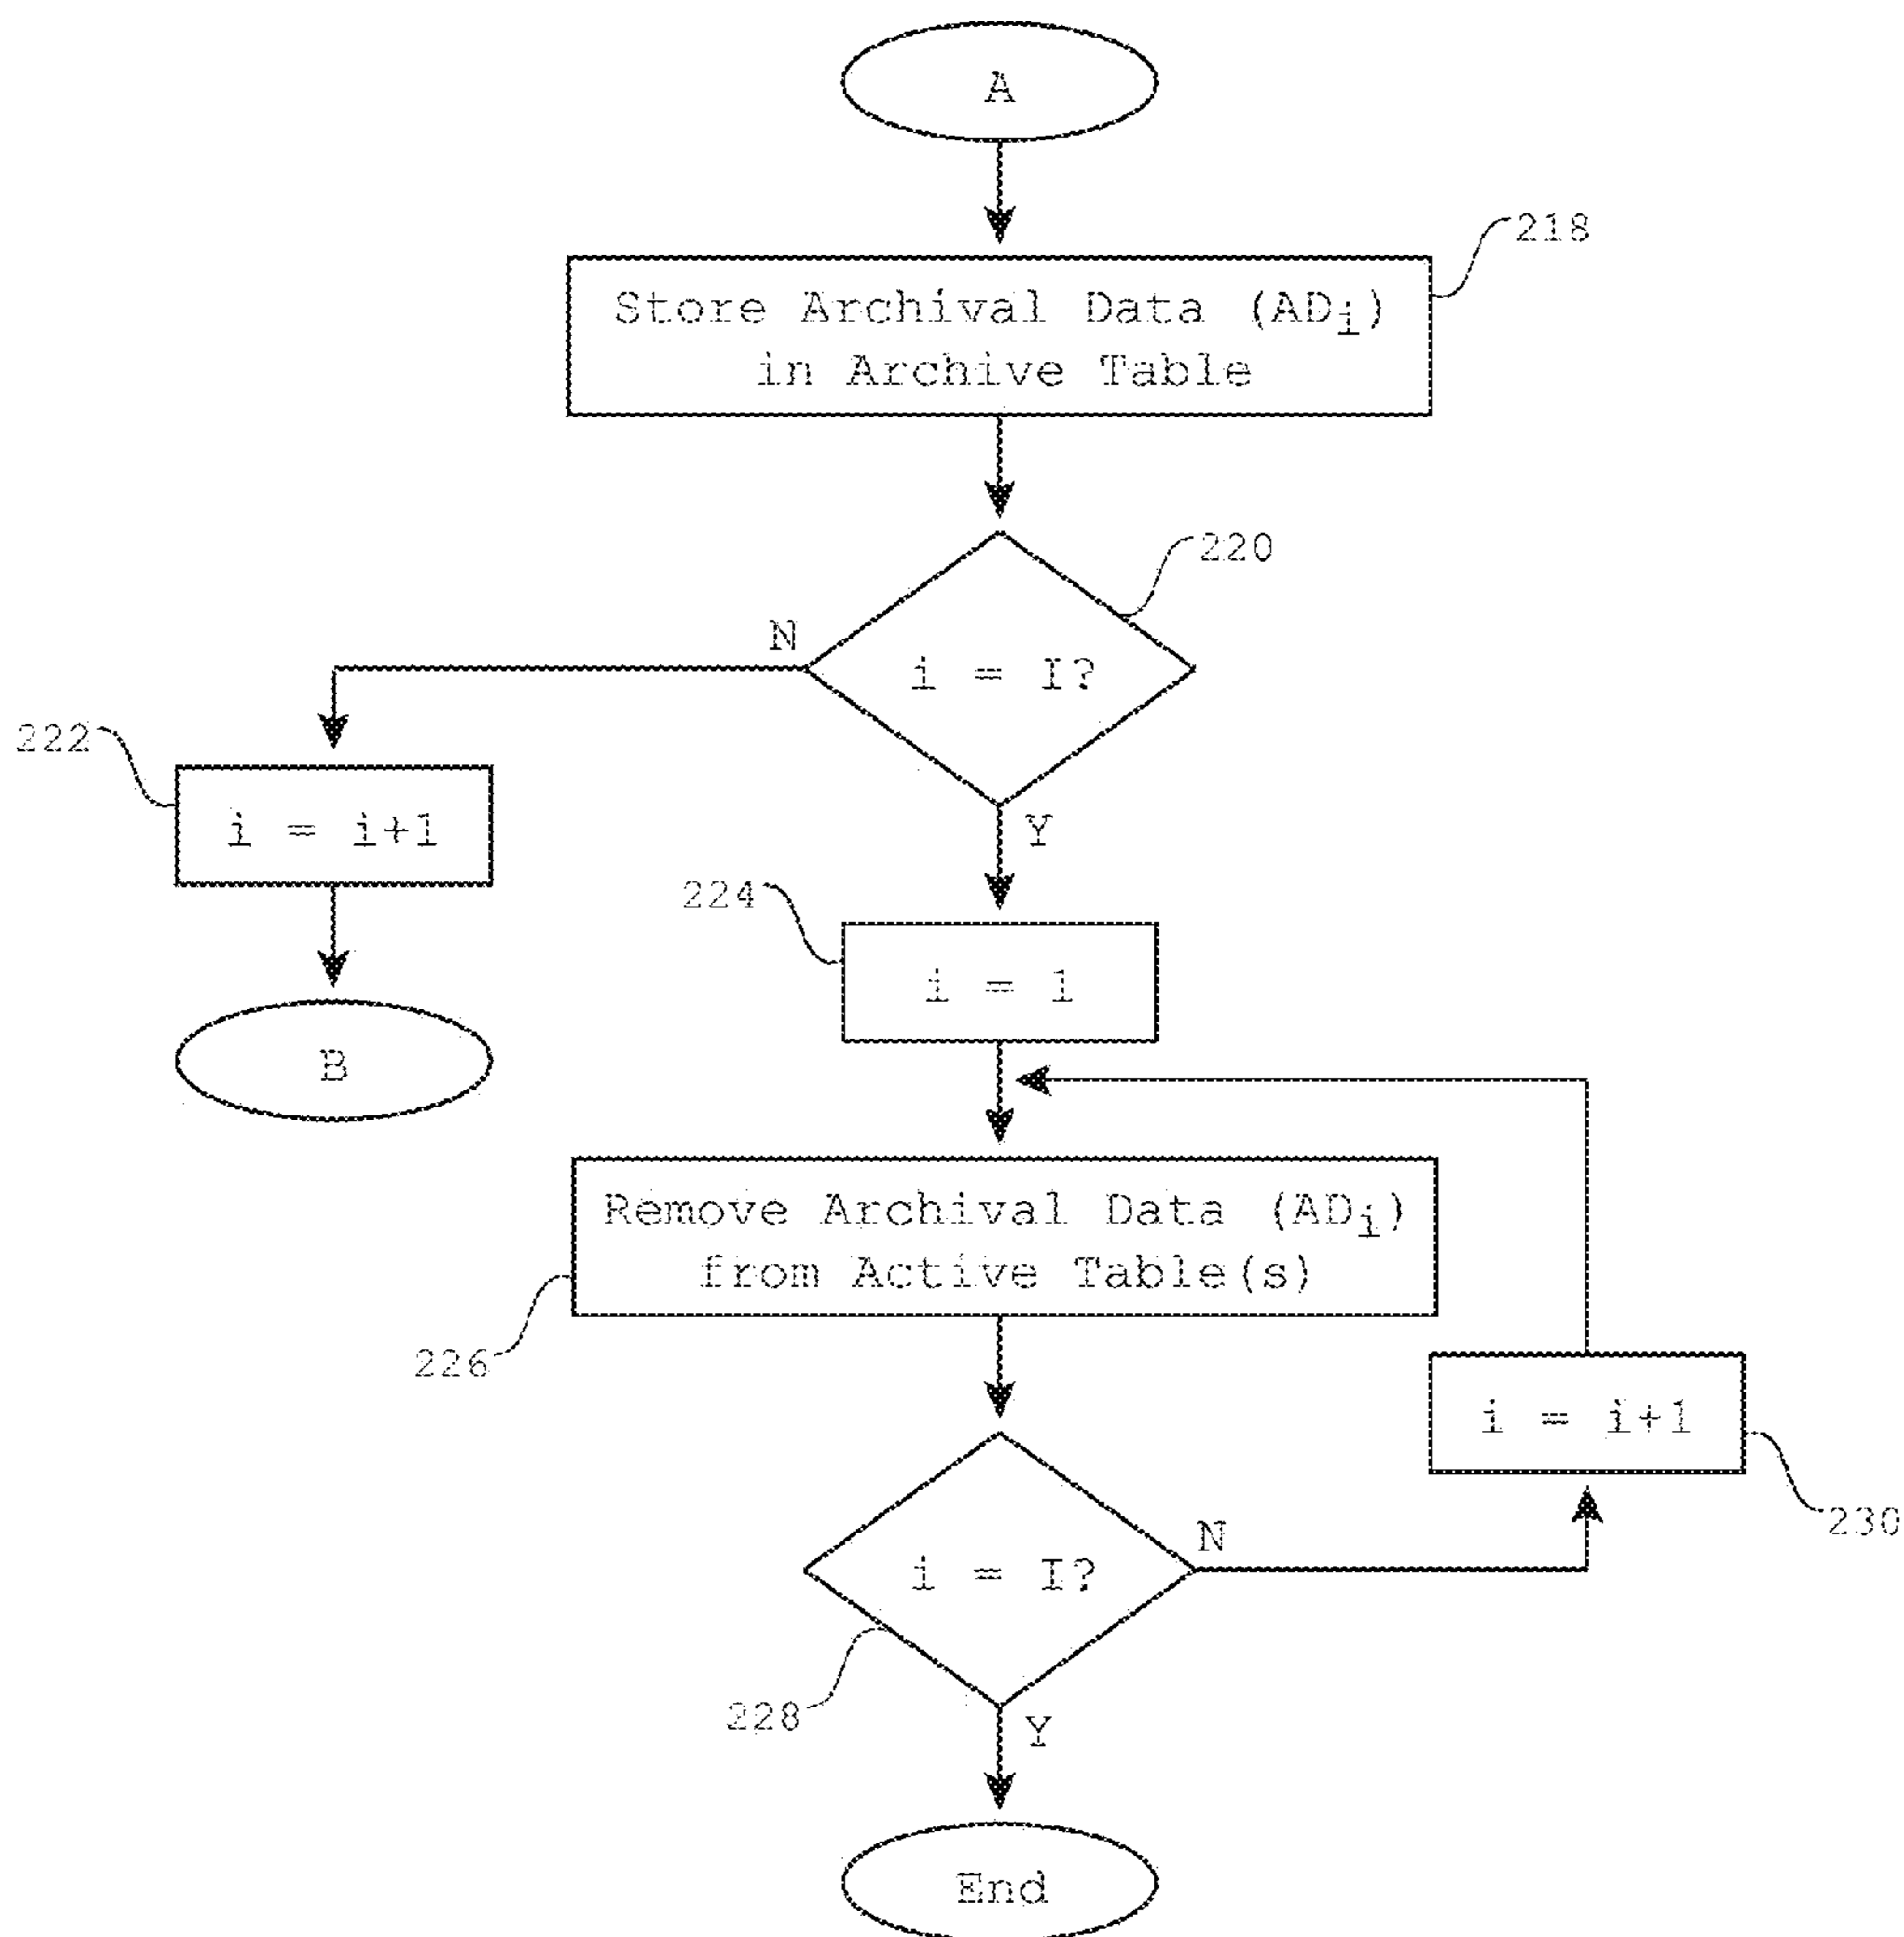 A
218
Store Archival Data (ADi)
in Archive Table
220
N
i = I?
222
i = i+1
Y
224
i = 1
B
Remove Archival Data (ADi)
from Active Table(s)
226
i = i+1
230
N
i = I?
228
Y
End